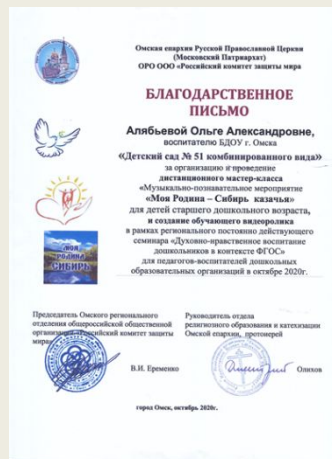 Омская епархия Русской Православной Церкви
(Московский Патриархат)
ОРО ООО «Российский комитет защиты мира
БЛАГОДАРСТВЕННОЕ
ПИСЬМО
Алябьевой Ольге Александровне,
воспитателю БДОУ г. Омска
«Детский сад № 51 комбинированного вида»
за организацию и проведение
дистанционного мастер-класса
«Музыкально-познавательное мероприятие
«Моя Родина – Сибирь казачья»
для детей старшего дошкольного возраста,
и создание обучающего видеоролика
в рамках регионального постоянно действующего
семинара «Духовно-нравственное воспитание
дошкольников в контексте ФГОС»
для педагогов-воспитателей дошкольных
образовательных организаций в октябре 2020г.
МОЯ
РОДИНА
СИБИРЬ
Председатель Омского регионального
отделения общероссийской общественной
организации «Российский комитет защиты
мира»
В.И. Еременко
Руководитель отдела
религиозного образования и катехизации
Омской епархии, протоиерей
Олихов
город Омск, октябрь 2020г.